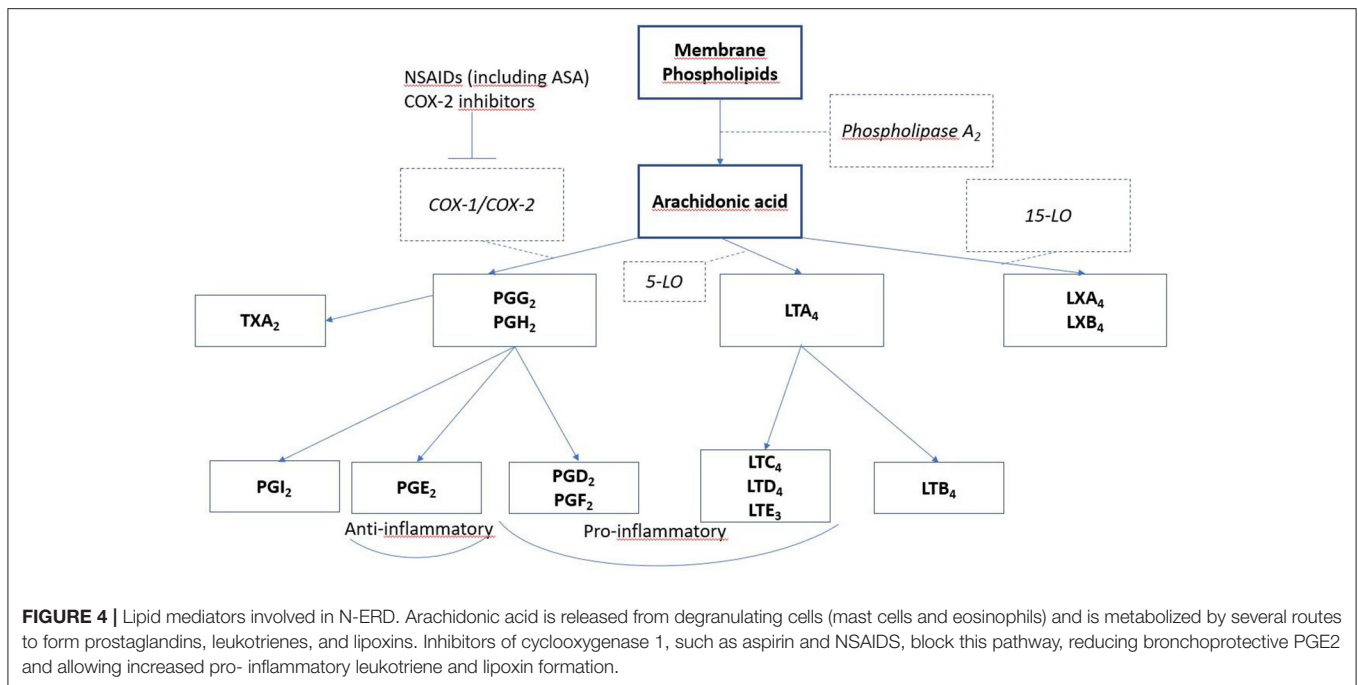 Membrane
Phospholipids
NSAIDs (including ASA)
COX-2 inhibitors
Phospholipase A₂
COX-1/COX-2
Arachidonic acid
15-LO
5-LO
TXA₂
PGG₂
PGH₂
LTA₄
LXA₄
LXB₄
PGI₂
PGE₂
PGD₂
PGF₂
LTC₄
LTD₄
LTE₃
LTB₄
Anti-inflammatory
Pro-inflammatory
FIGURE 4 | Lipid mediators involved in N-ERD. Arachidonic acid is released from degranulating cells (mast cells and eosinophils) and is metabolized by several routes
to form prostaglandins, leukotrienes, and lipoxins. Inhibitors of cyclooxygenase 1, such as aspirin and NSAIDS, block this pathway, reducing bronchoprotective PGE2
and allowing increased pro- inflammatory leukotriene and lipoxin formation.